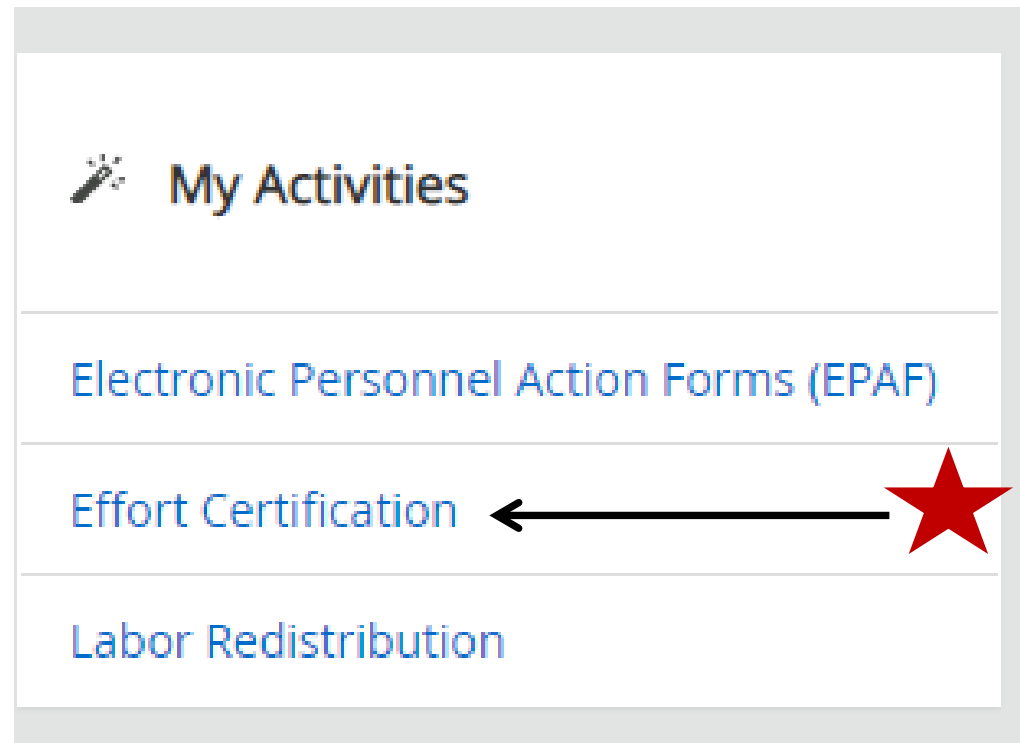 My Activities
Electronic Personnel Action Forms (EPAF)
Effort Certification
Labor Redistribution